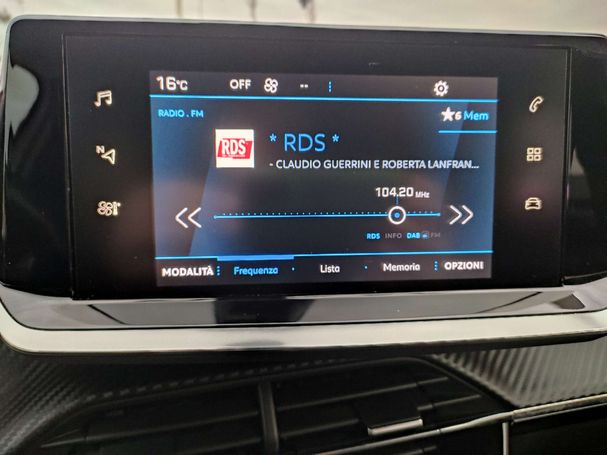 16°C OFF --
RADIO . FM
6 Mem
N
RDS
* RDS *
- CLAUDIO GUERRINI E ROBERTA LANFRAN...
104.20 MHz
RDS INFO DAB FM
MODALITÀ Frequenza Lista Memoria OPZIONI